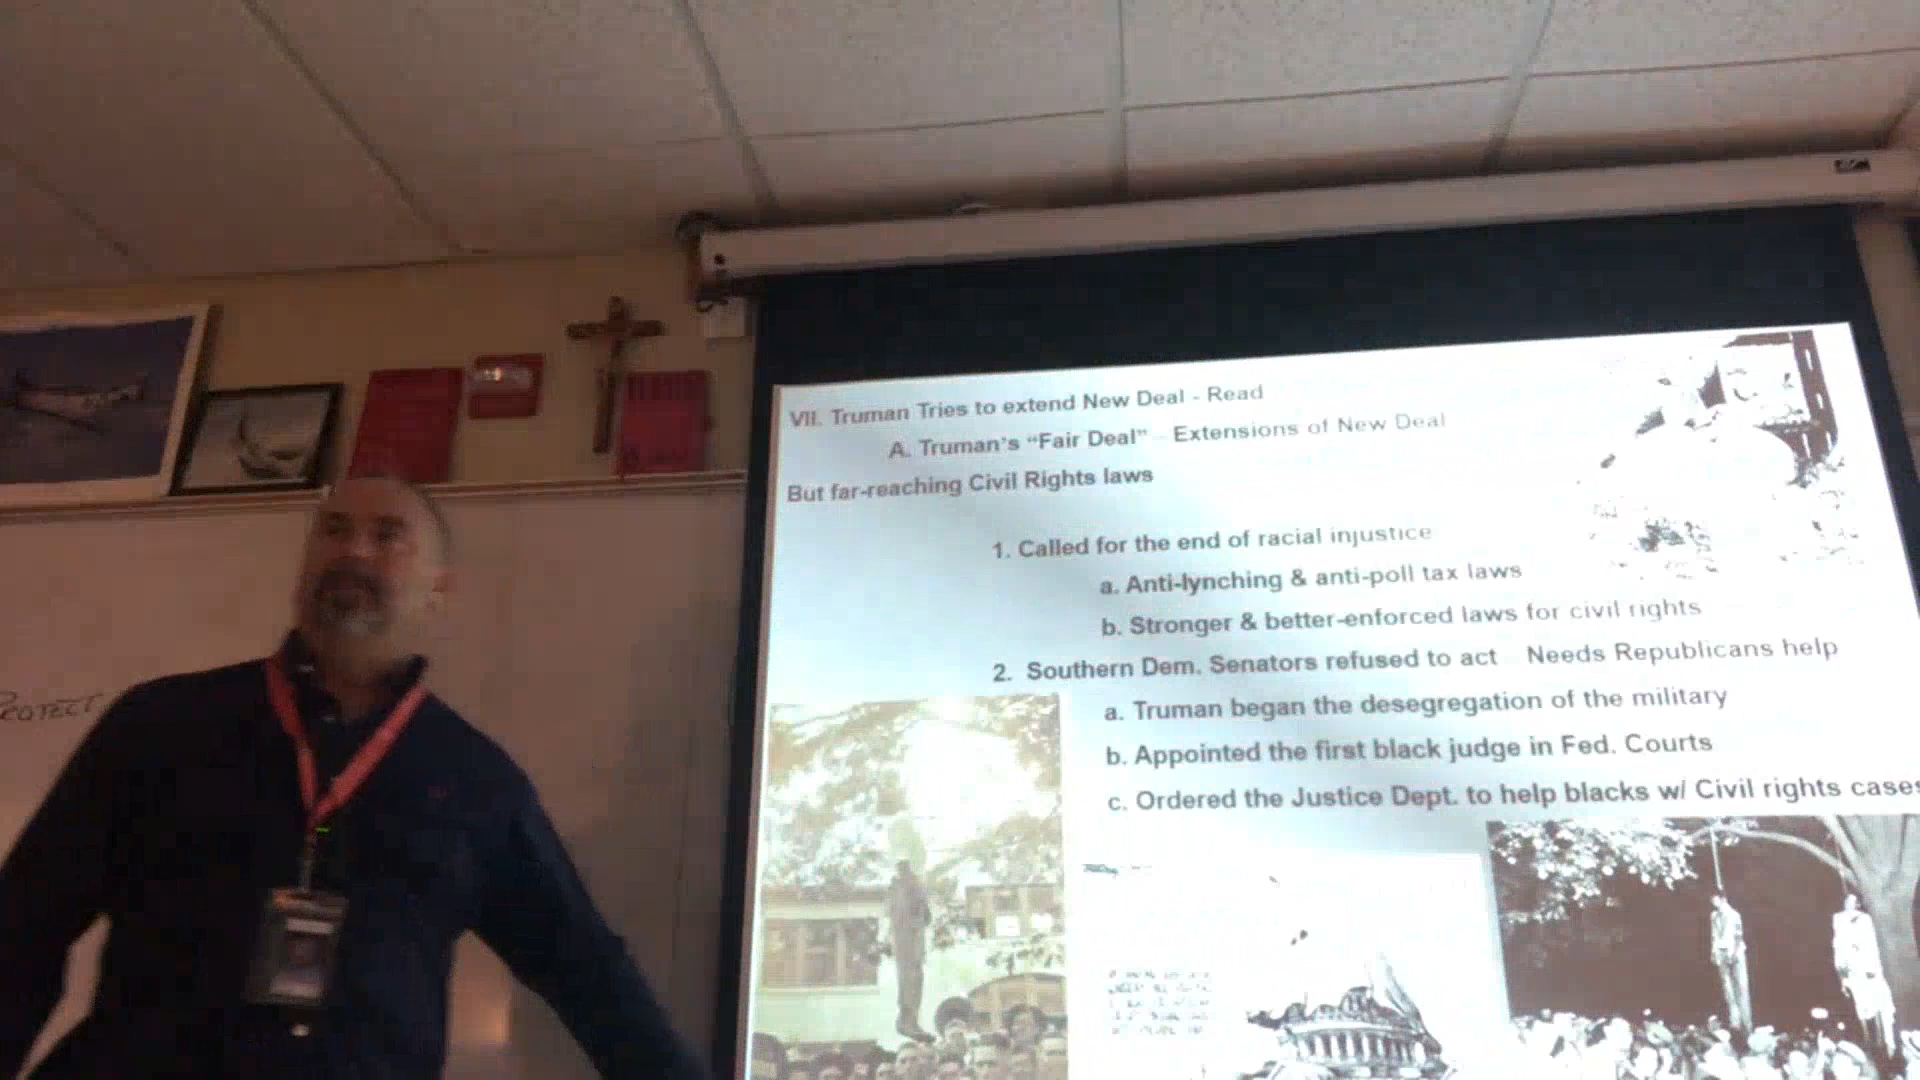 VII. Truman Tries to extend New Deal - Read
A. Truman's "Fair Deal" - Extensions of New Deal
But far-reaching Civil Rights laws
1. Called for the end of racial injustice
a. Anti-lynching & anti-poll tax laws
b. Stronger & better-enforced laws for civil rights
2. Southern Dem. Senators refused to act Needs Republicans help
a. Truman began the desegregation of the military
b. Appointed the first black judge in Fed. Courts
c. Ordered the Justice Dept. to help blacks w/ Civil rights cases
PROTECT